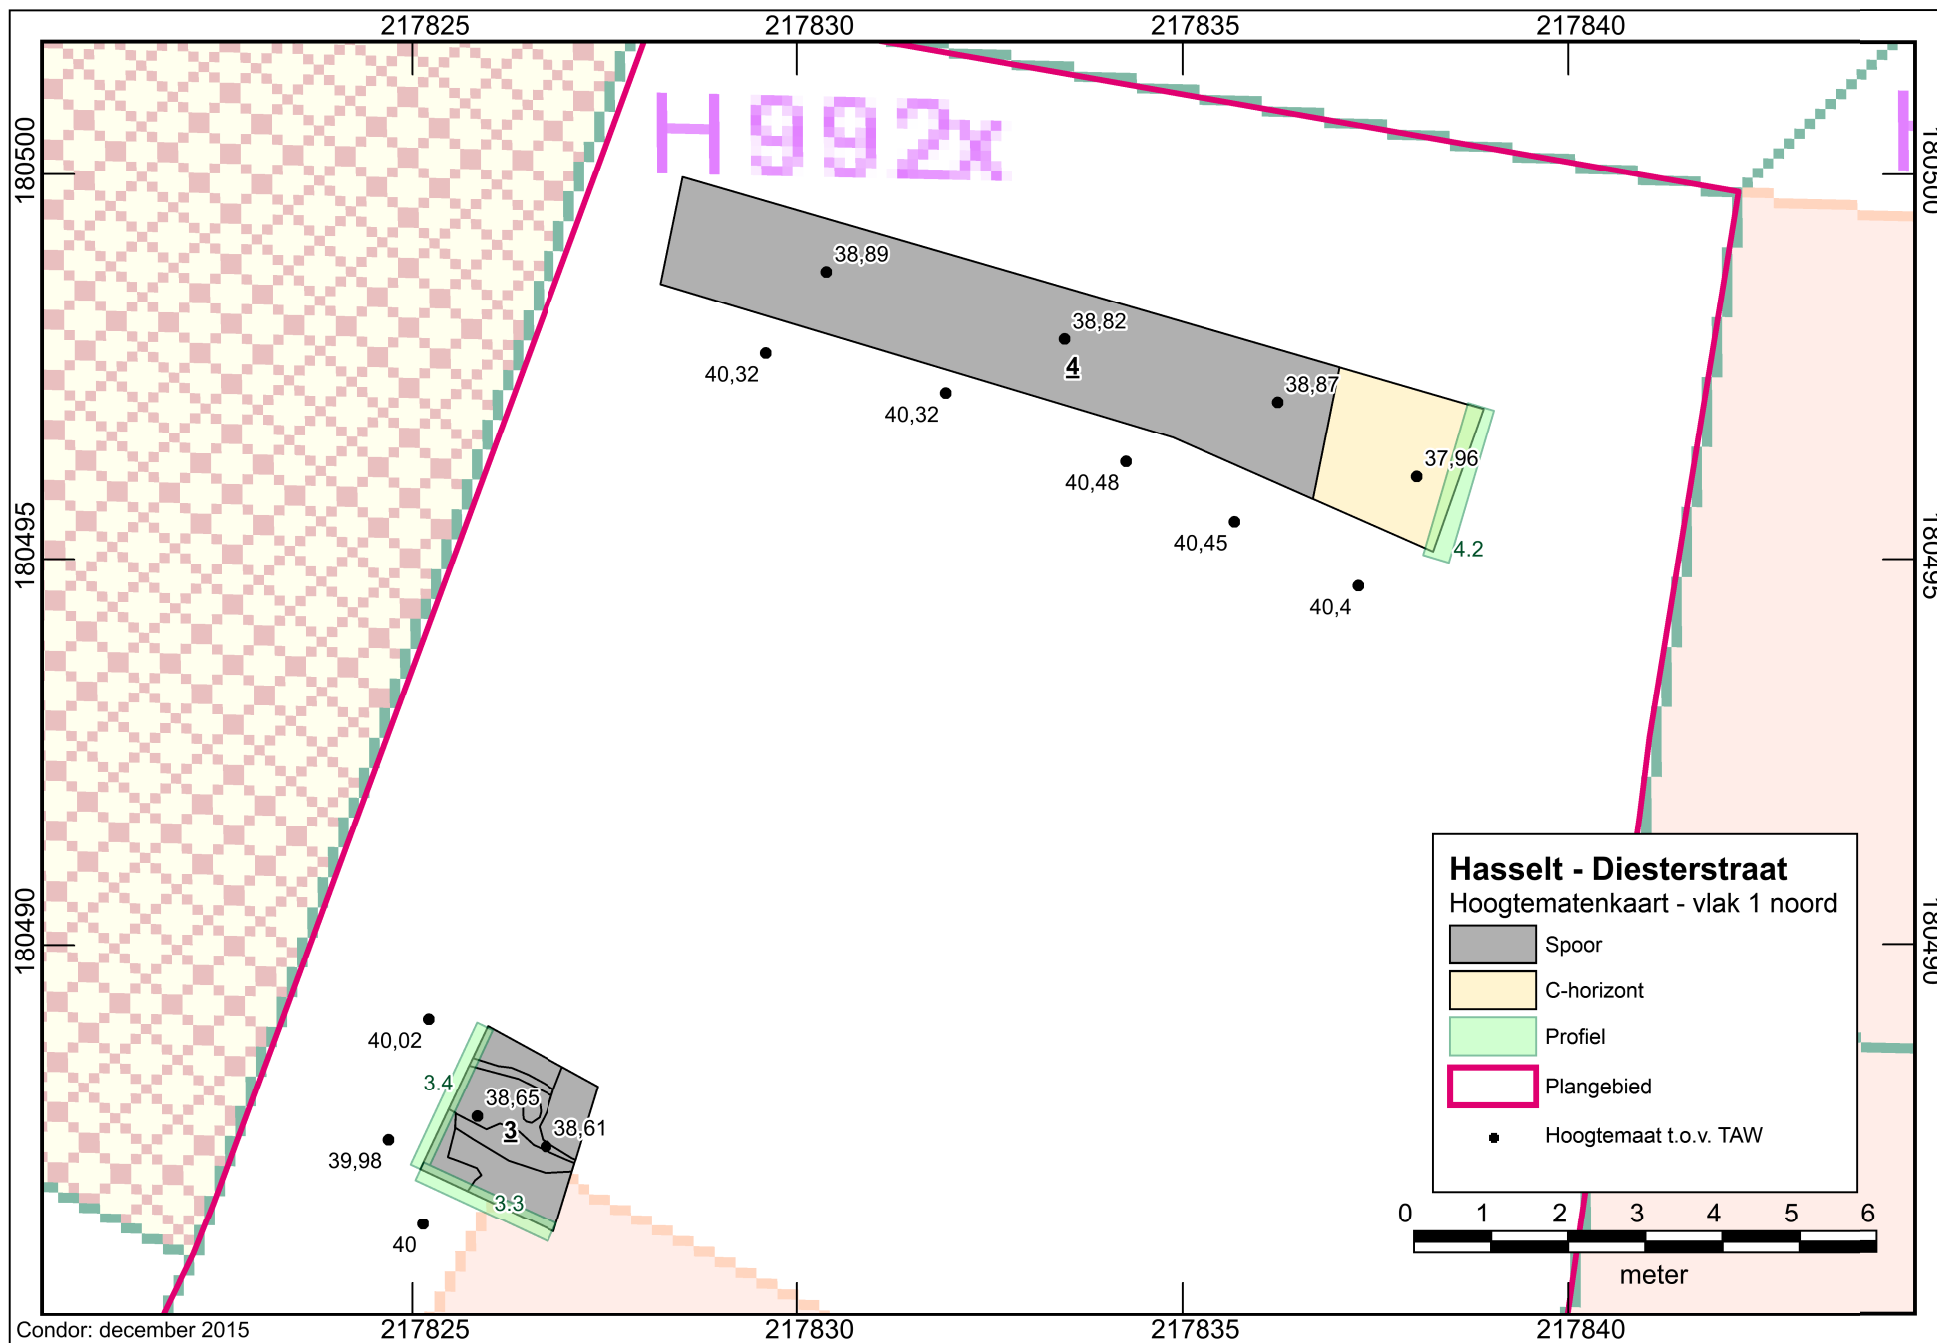 217825 217830 217835 217840
H 992x
180500 180500
38,89
38,82
40,32
4
38,87
40,32
37,96
40,48
40,45
4.2
180495 180495
40,4
Hasselt - Diesterstraat
Hoogtematenkaart - vlak 1 noord
Spoor
C-horizont
Profiel
Plangebied
Hoogtemaat t.o.v. TAW
180490 180490
40,02
3.4
38,65
3
38,61
39,98
3.3
40
0 1 2 3 4 5 6
meter
Condor: december 2015
217825 217830 217835 217840